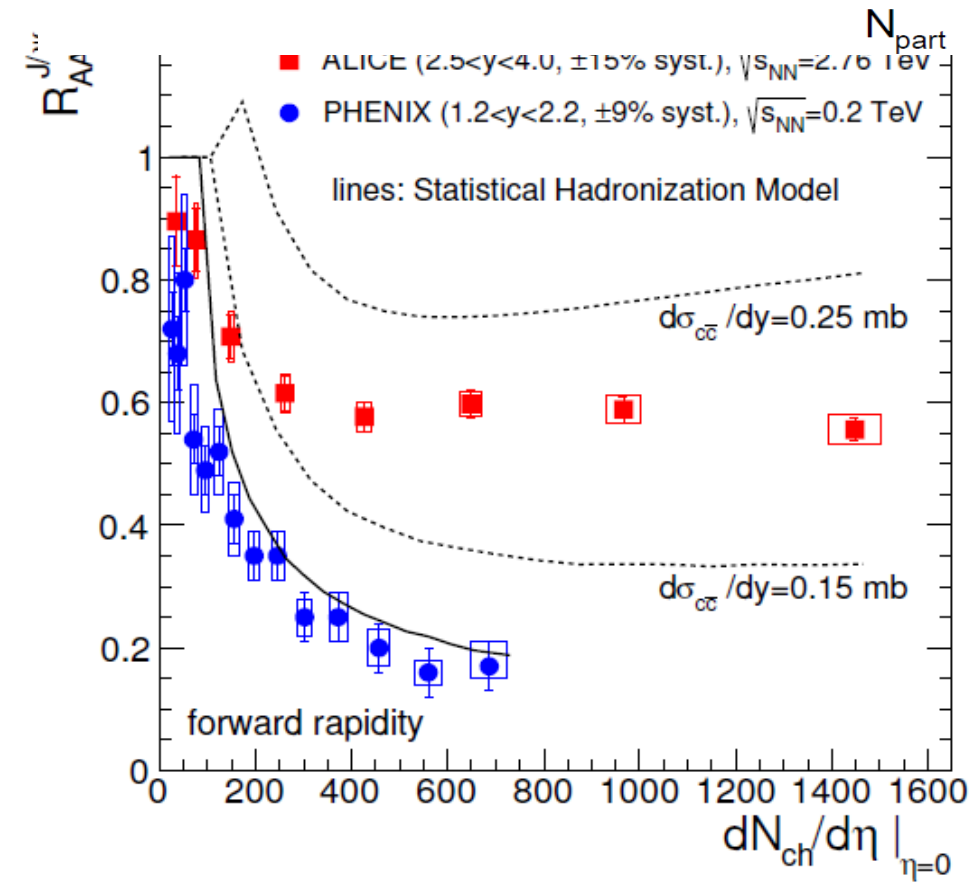 N_part
R_AA^J/ψ
ALICE (2.5<y<4.0, ±15% syst.), √s_NN=2.76 TeV
PHENIX (1.2<y<2.2, ±9% syst.), √s_NN=0.2 TeV
1
lines: Statistical Hadronization Model
0.8
dσ_cc̅ /dy=0.25 mb
0.6
0.4
dσ_cc̅ /dy=0.15 mb
0.2
forward rapidity
0
0 200 400 600 800 1000 1200 1400 1600
dN_ch/dη |_η=0